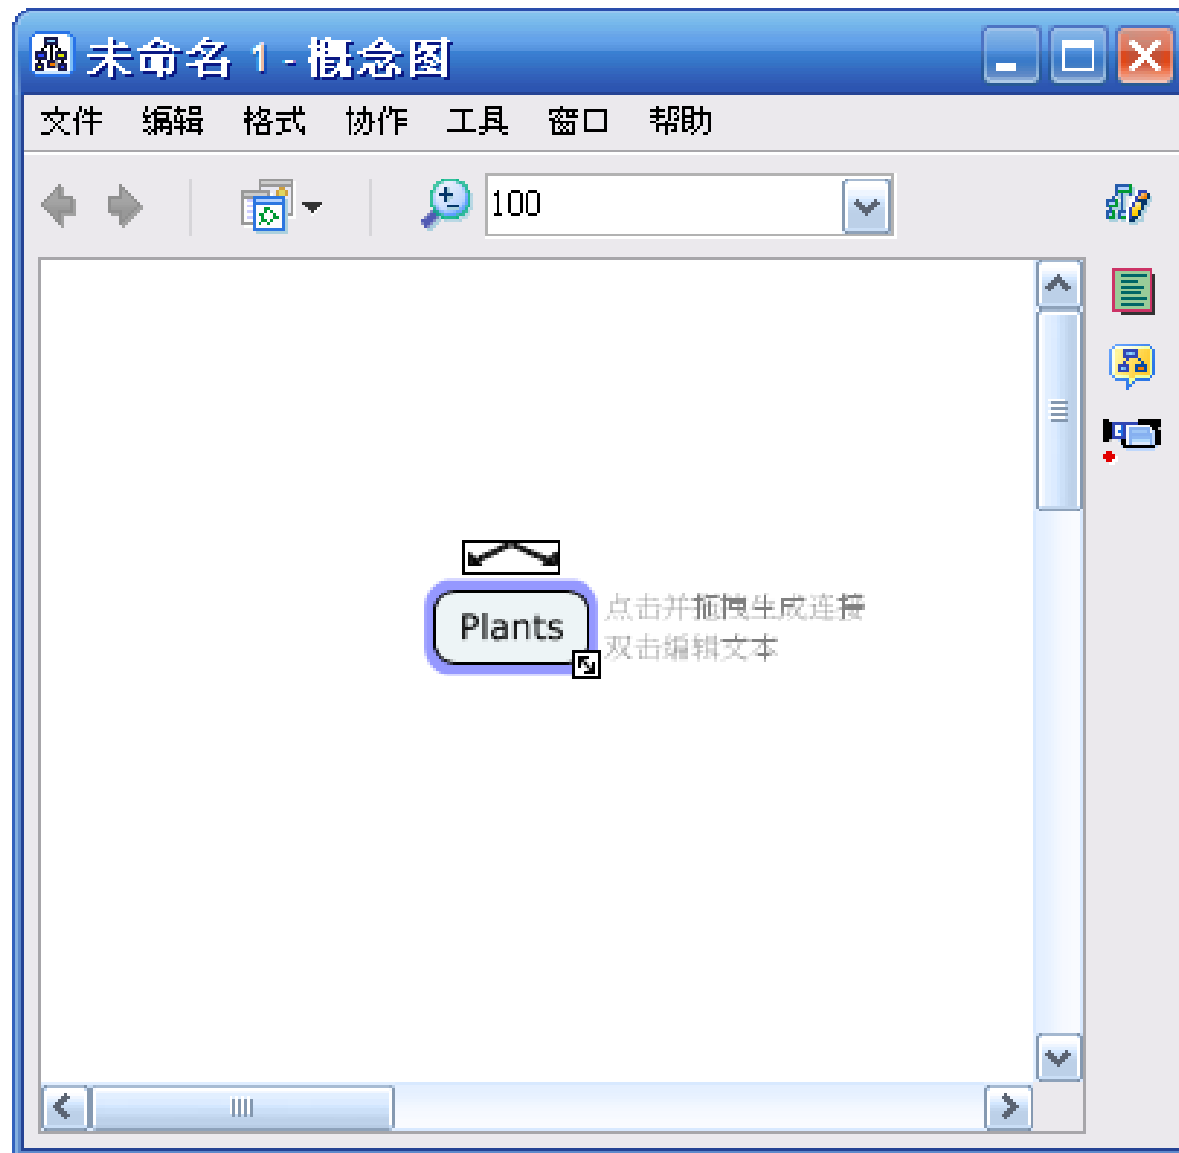 未命名 1 - 概念图
文件 编辑 格式 协作 工具 窗口 帮助
100
Plants
点击并拖拽生成连接
双击编辑文本